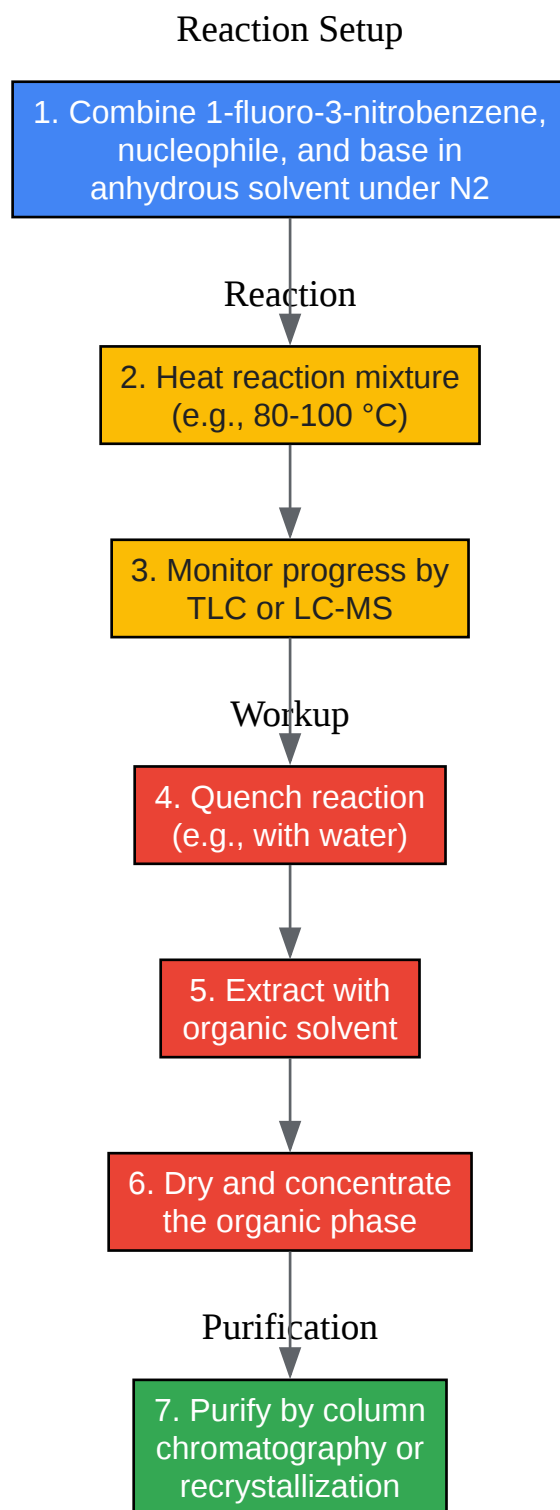 Reaction Setup
1. Combine 1-fluoro-3-nitrobenzene,
nucleophile, and base in
anhydrous solvent under N2
Reaction
2. Heat reaction mixture
(e.g., 80-100 °C)
3. Monitor progress by
TLC or LC-MS
Workup
4. Quench reaction
(e.g., with water)
5. Extract with
organic solvent
6. Dry and concentrate
the organic phase
Purification
7. Purify by column
chromatography or
recrystallization